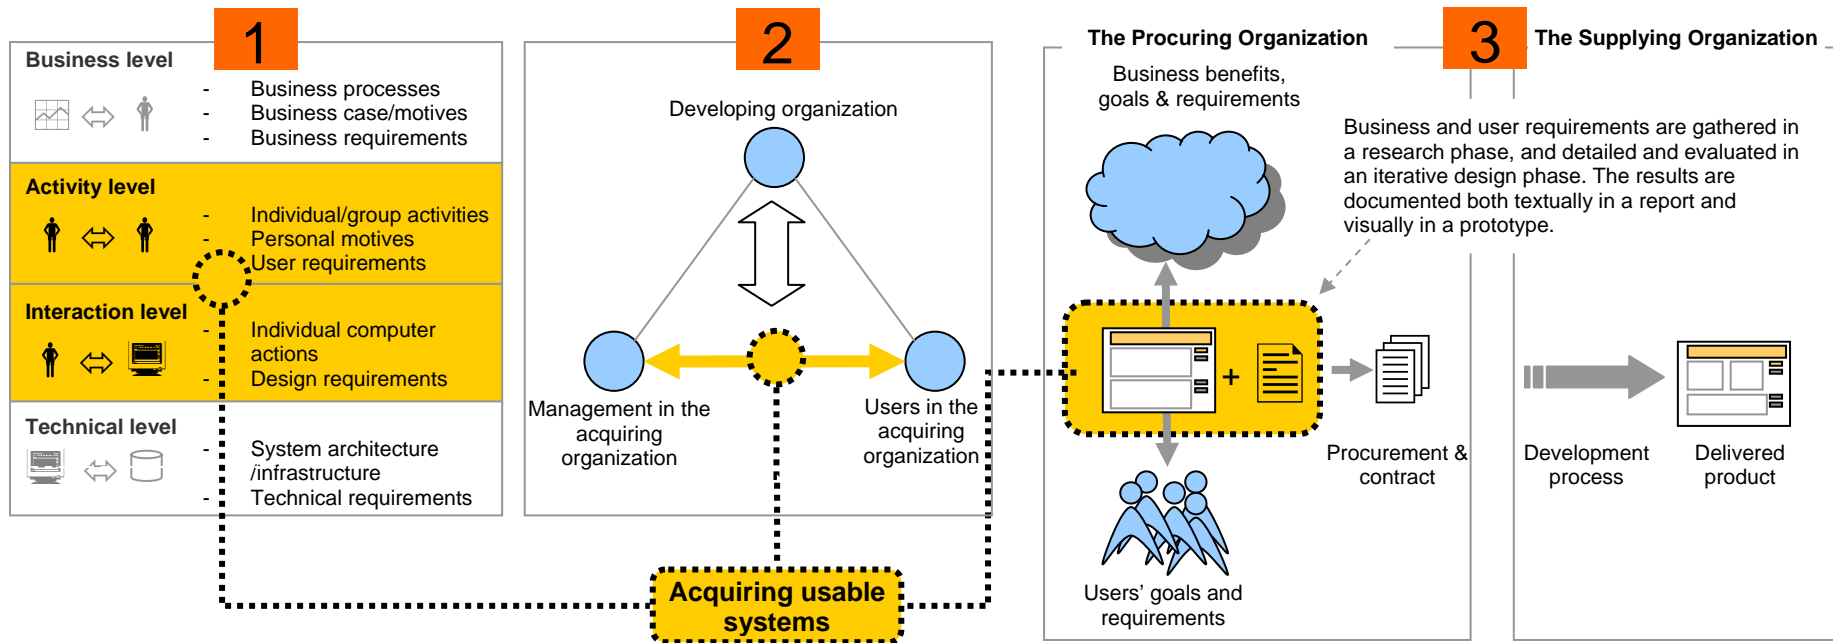 1
Business level
- Business processes
- Business case/motives
- Business requirements
Activity level
- Individual/group activities
- Personal motives
- User requirements
Interaction level
- Individual computer
actions
- Design requirements
Technical level
- System architecture
/infrastructure
- Technical requirements
2
Developing organization
Management in the
acquiring
organization
Users in the
acquiring
organization
Acquiring usable
systems
3
The Procuring Organization
The Supplying Organization
Business benefits,
goals & requirements
Business and user requirements are gathered in
a research phase, and detailed and evaluated in
an iterative design phase. The results are
documented both textually in a report and
visually in a prototype.
+
Procurement &
contract
Users’ goals and
requirements
Development
process
Delivered
product